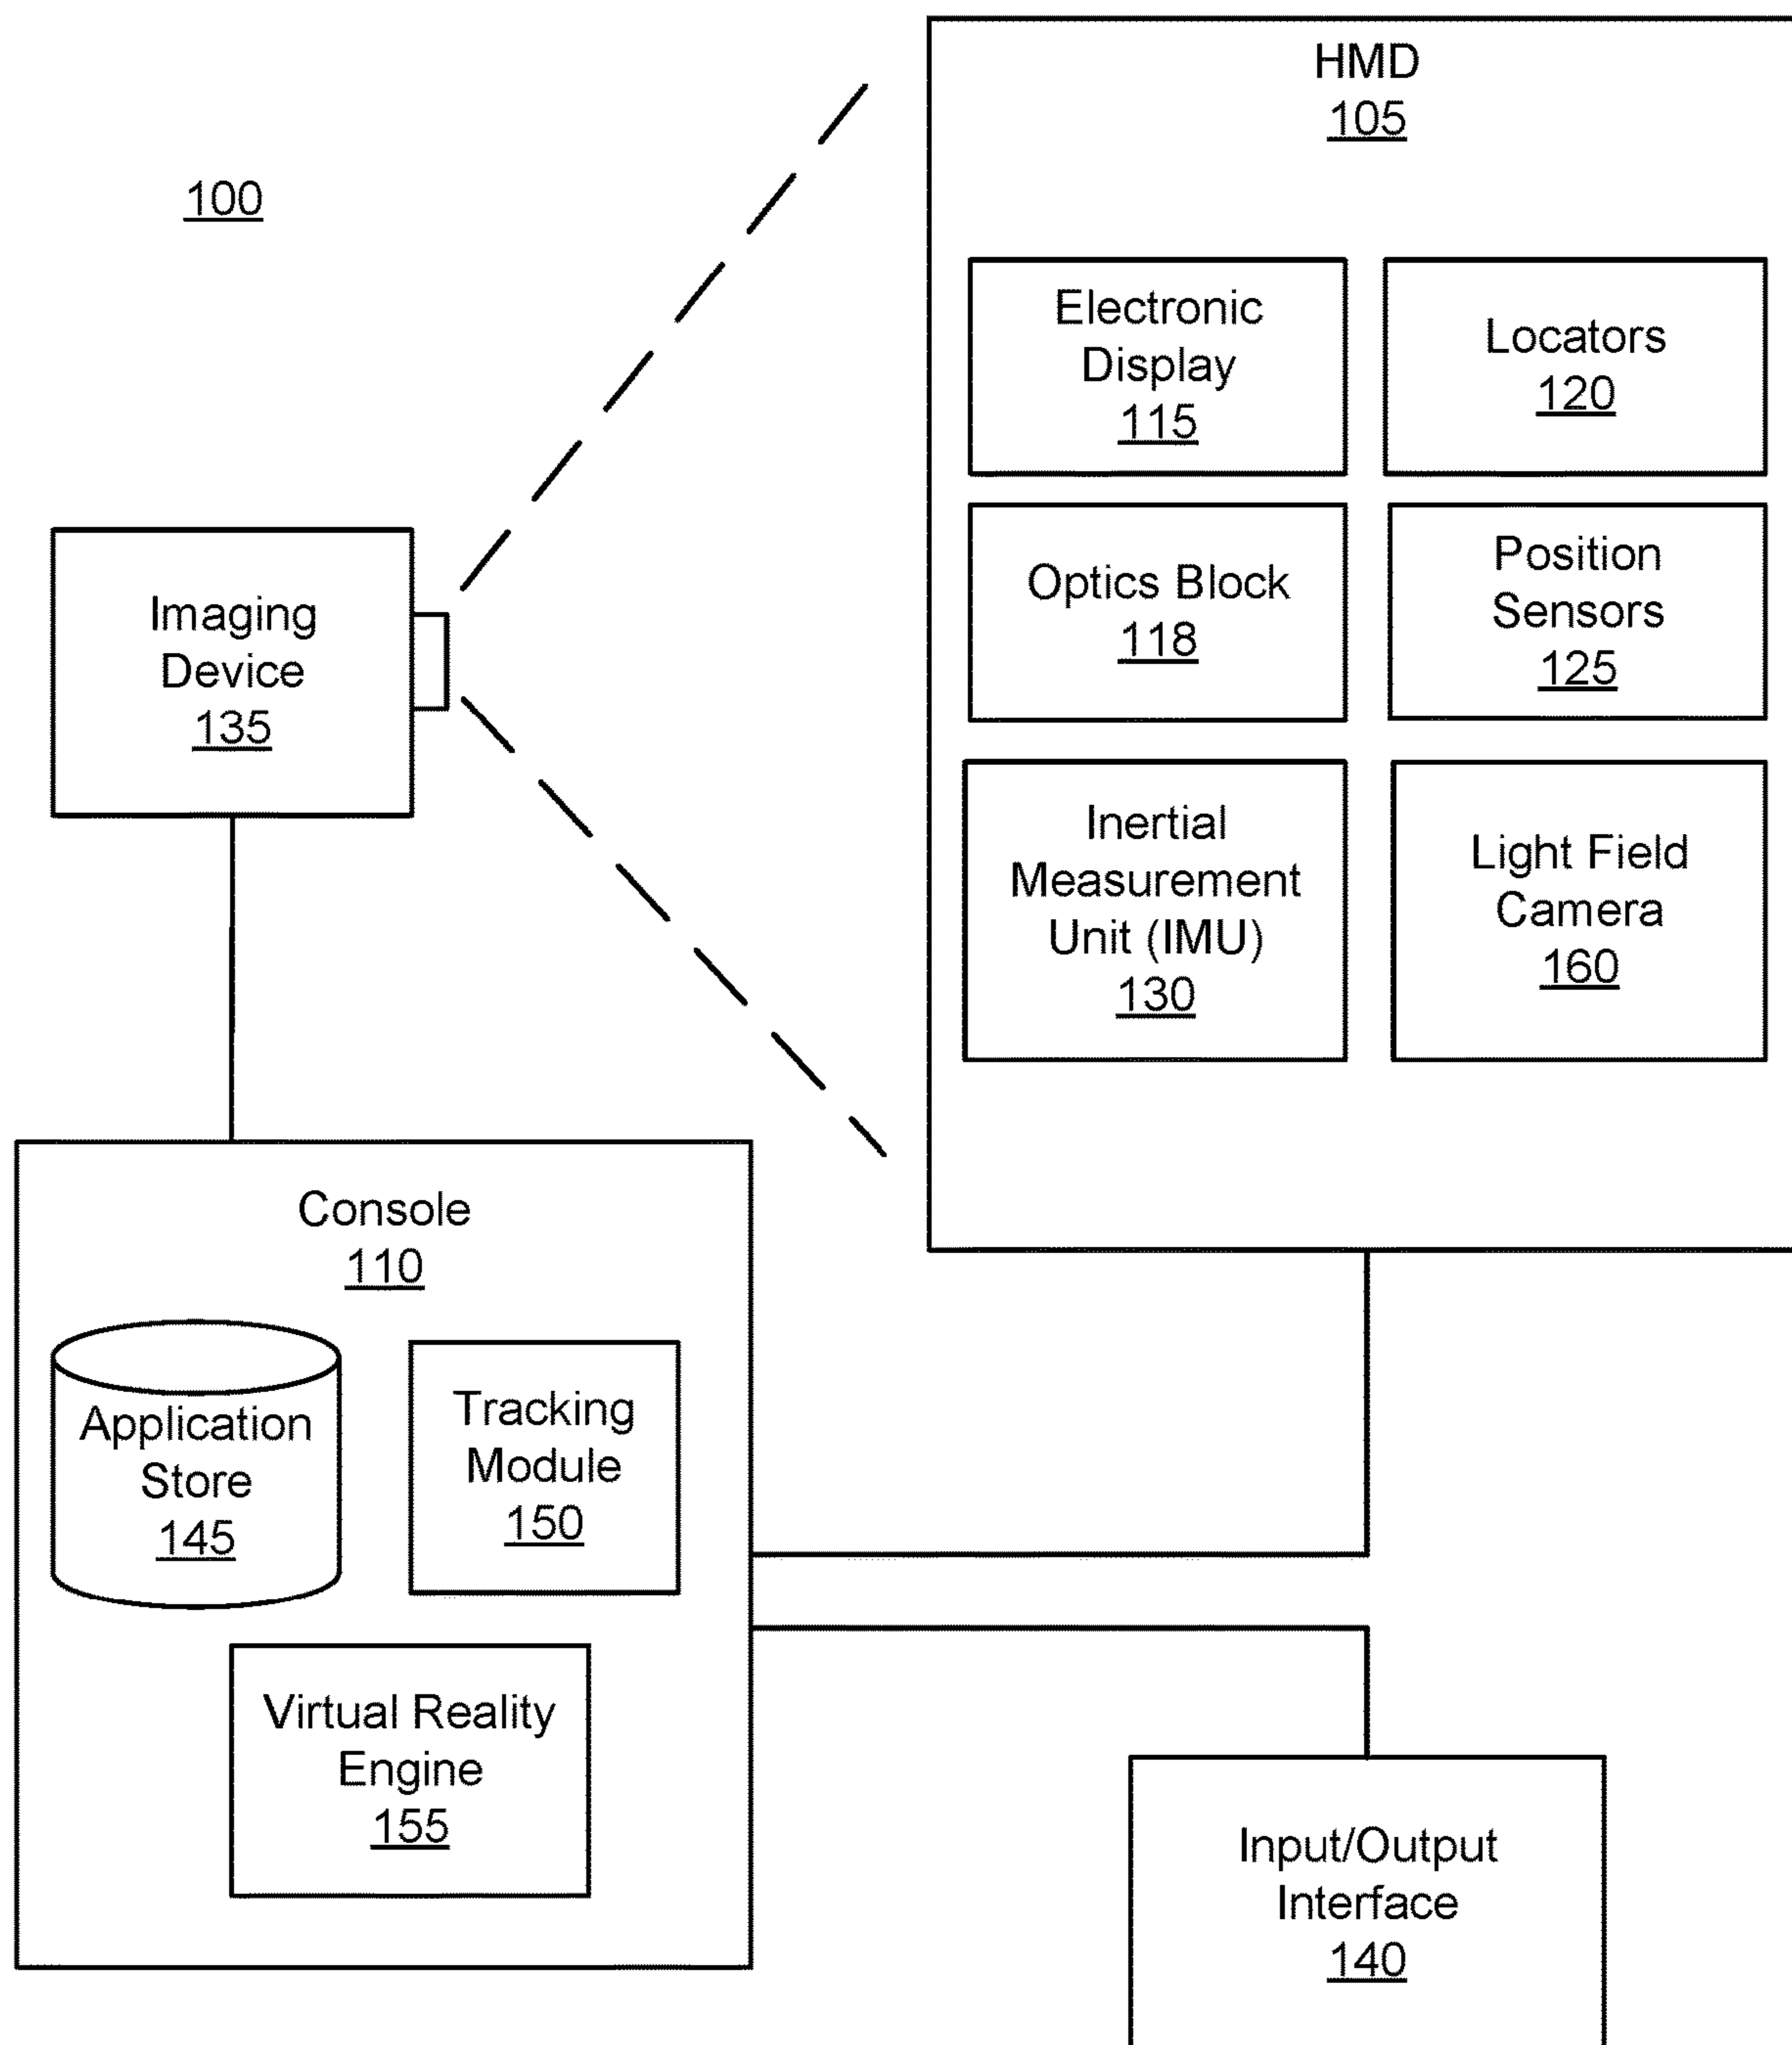 100
HMD
105
Electronic
Display
115
Locators
120
Optics Block
118
Position
Sensors
125
Inertial
Measurement
Unit (IMU)
130
Light Field
Camera
160
Imaging
Device
135
Console
110
Application
Store
145
Tracking
Module
150
Virtual Reality
Engine
155
Input/Output
Interface
140